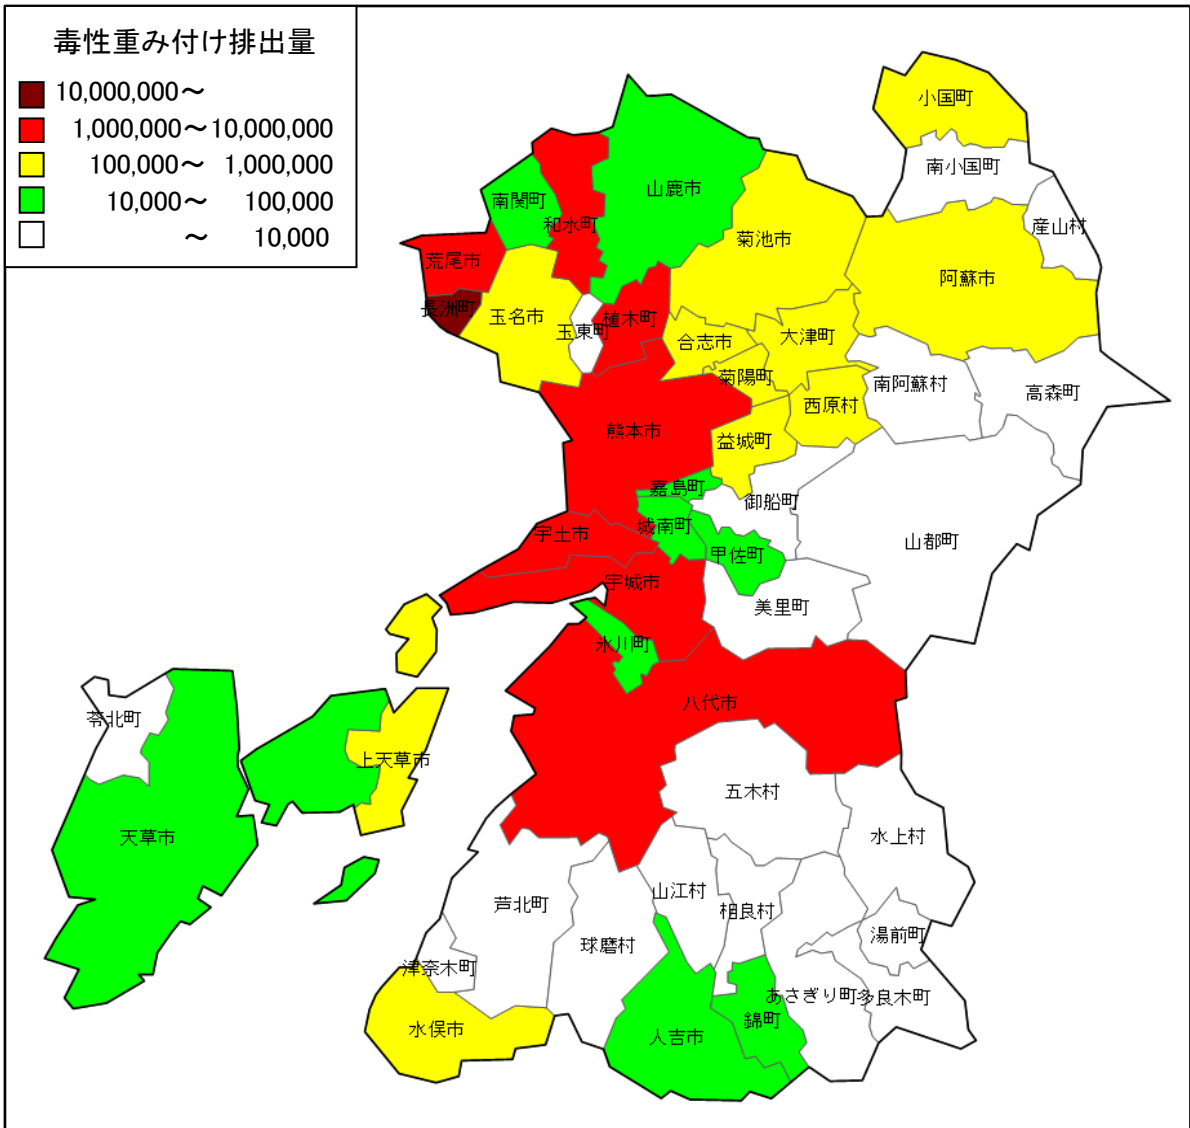 毒性重み付け排出量
10,000,000～
1,000,000～10,000,000
100,000～ 1,000,000
10,000～ 100,000
～ 10,000
小国町
南小国町
産山村
山鹿市
南関町
和水町
菊池市
荒尾市
阿蘇市
長洲町
玉名市
玉東町
植木町
合志市
大津町
菊陽町
南阿蘇村
高森町
西原村
熊本市
益城町
嘉島町
御船町
城南町
宇土市
甲佐町
山都町
宇城市
美里町
氷川町
八代市
苓北町
上天草市
五木村
天草市
水上村
山江村
芦北町
相良村
湯前町
球磨村
津奈木町
あさぎり町
多良木町
錦町
水俣市
人吉市